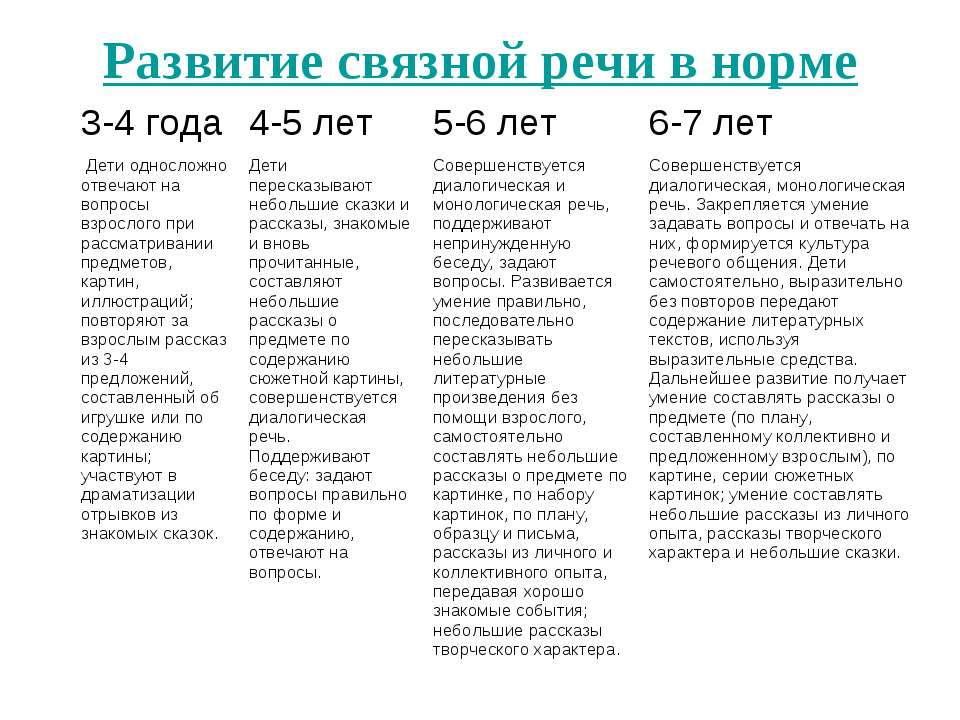 Развитие связной речи в норме
3-4 года
Дети односложно
отвечают на
вопросы
взрослого при
рассматривании
предметов,
картин,
иллюстраций;
повторяют за
взрослым рассказ
из 3-4
предложений,
составленный об
игрушке или по
содержанию
картины;
участвуют в
драматизации
отрывков из
знакомых сказок.
4-5 лет
Дети
пересказывают
небольшие сказки и
рассказы, знакомые
и вновь
прочитанные,
составляют
небольшие
рассказы о
предмете по
содержанию
сюжетной картины,
совершенствуется
диалогическая
речь.
Поддерживают
беседу: задают
вопросы правильно
по форме и
содержанию,
отвечают на
вопросы.
5-6 лет
Совершенствуется
диалогическая и
монологическая речь,
поддерживают
непринужденную
беседу, задают
вопросы. Развивается
умение правильно,
последовательно
пересказывать
небольшие
литературные
произведения без
помощи взрослого,
самостоятельно
составлять небольшие
рассказы о предмете по
картинке, по набору
картинок, по плану,
образцу и письма,
рассказы из личного и
коллективного опыта,
передавая хорошо
знакомые события;
небольшие рассказы
творческого характера.
6-7 лет
Совершенствуется
диалогическая, монологическая
речь. Закрепляется умение
задавать вопросы и отвечать на
них, формируется культура
речевого общения. Дети
самостоятельно, выразительно
без повторов передают
содержание литературных
текстов, используя
выразительные средства.
Дальнейшее развитие получает
умение составлять рассказы о
предмете (по плану,
составленному коллективно и
предложенному взрослым), по
картине, серии сюжетных
картинок; умение составлять
небольшие рассказы из личного
опыта, рассказы творческого
характера и небольшие сказки.